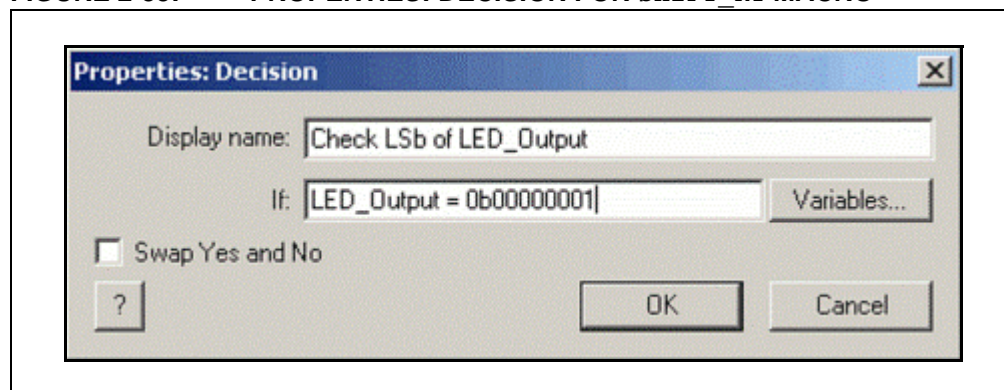 Properties: Decision
Display name: Check LSb of LED_Output
If: LED_Output = 0b00000001 Variables...
Swap Yes and No
? OK Cancel